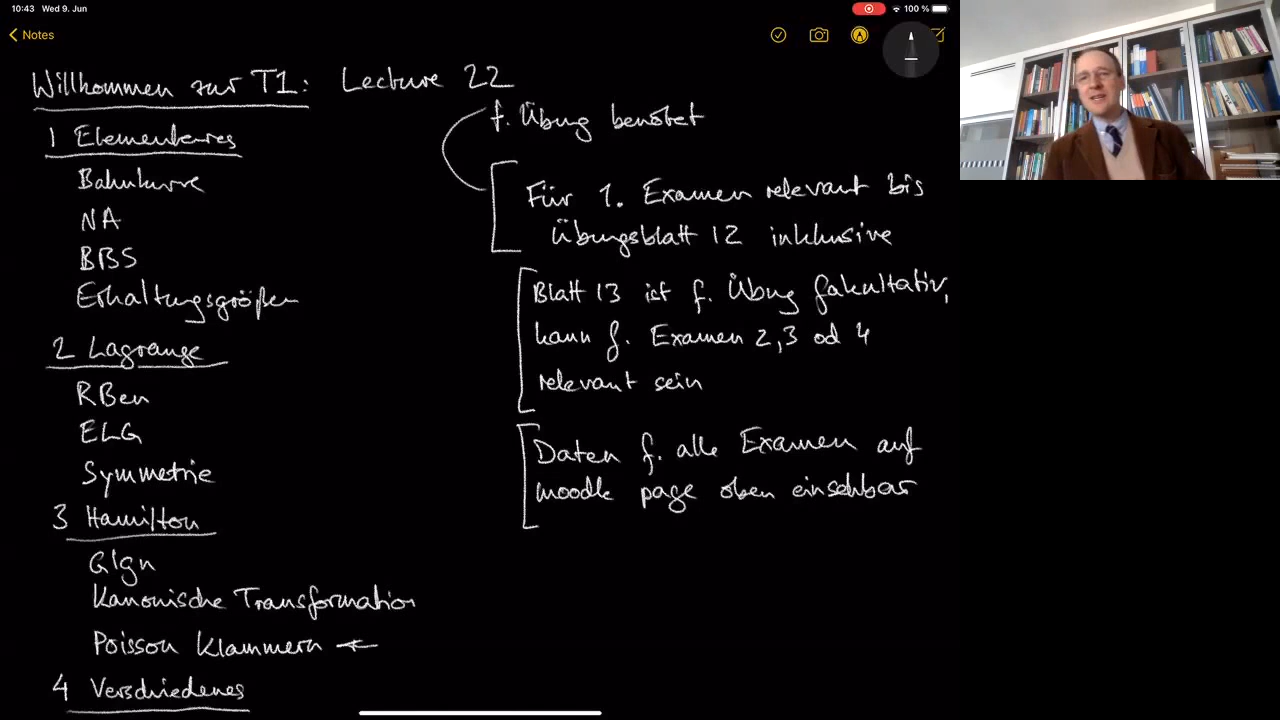 10:43 Wed 9. Jun
100 %
Notes
Willkommen zur T1: Lecture 22
f. Übung benötet
1 Elementares
Bahnkurve
Für 1. Examen relevant bis
Übungsblatt 12 inklusive
NA
BBS
Erhaltungsgrößen
Blatt 13 ist f. Übung fakultativ,
kann f. Examen 2,3 od 4
relevant sein
2 Lagrange
RBen
ELG
Symmetrie
Daten f. alle Examen auf
moodle page oben einsehbar
3 Hamilton
Glgn
Kanonische Transformation
Poisson Klammern ←
4 Verschiedenes